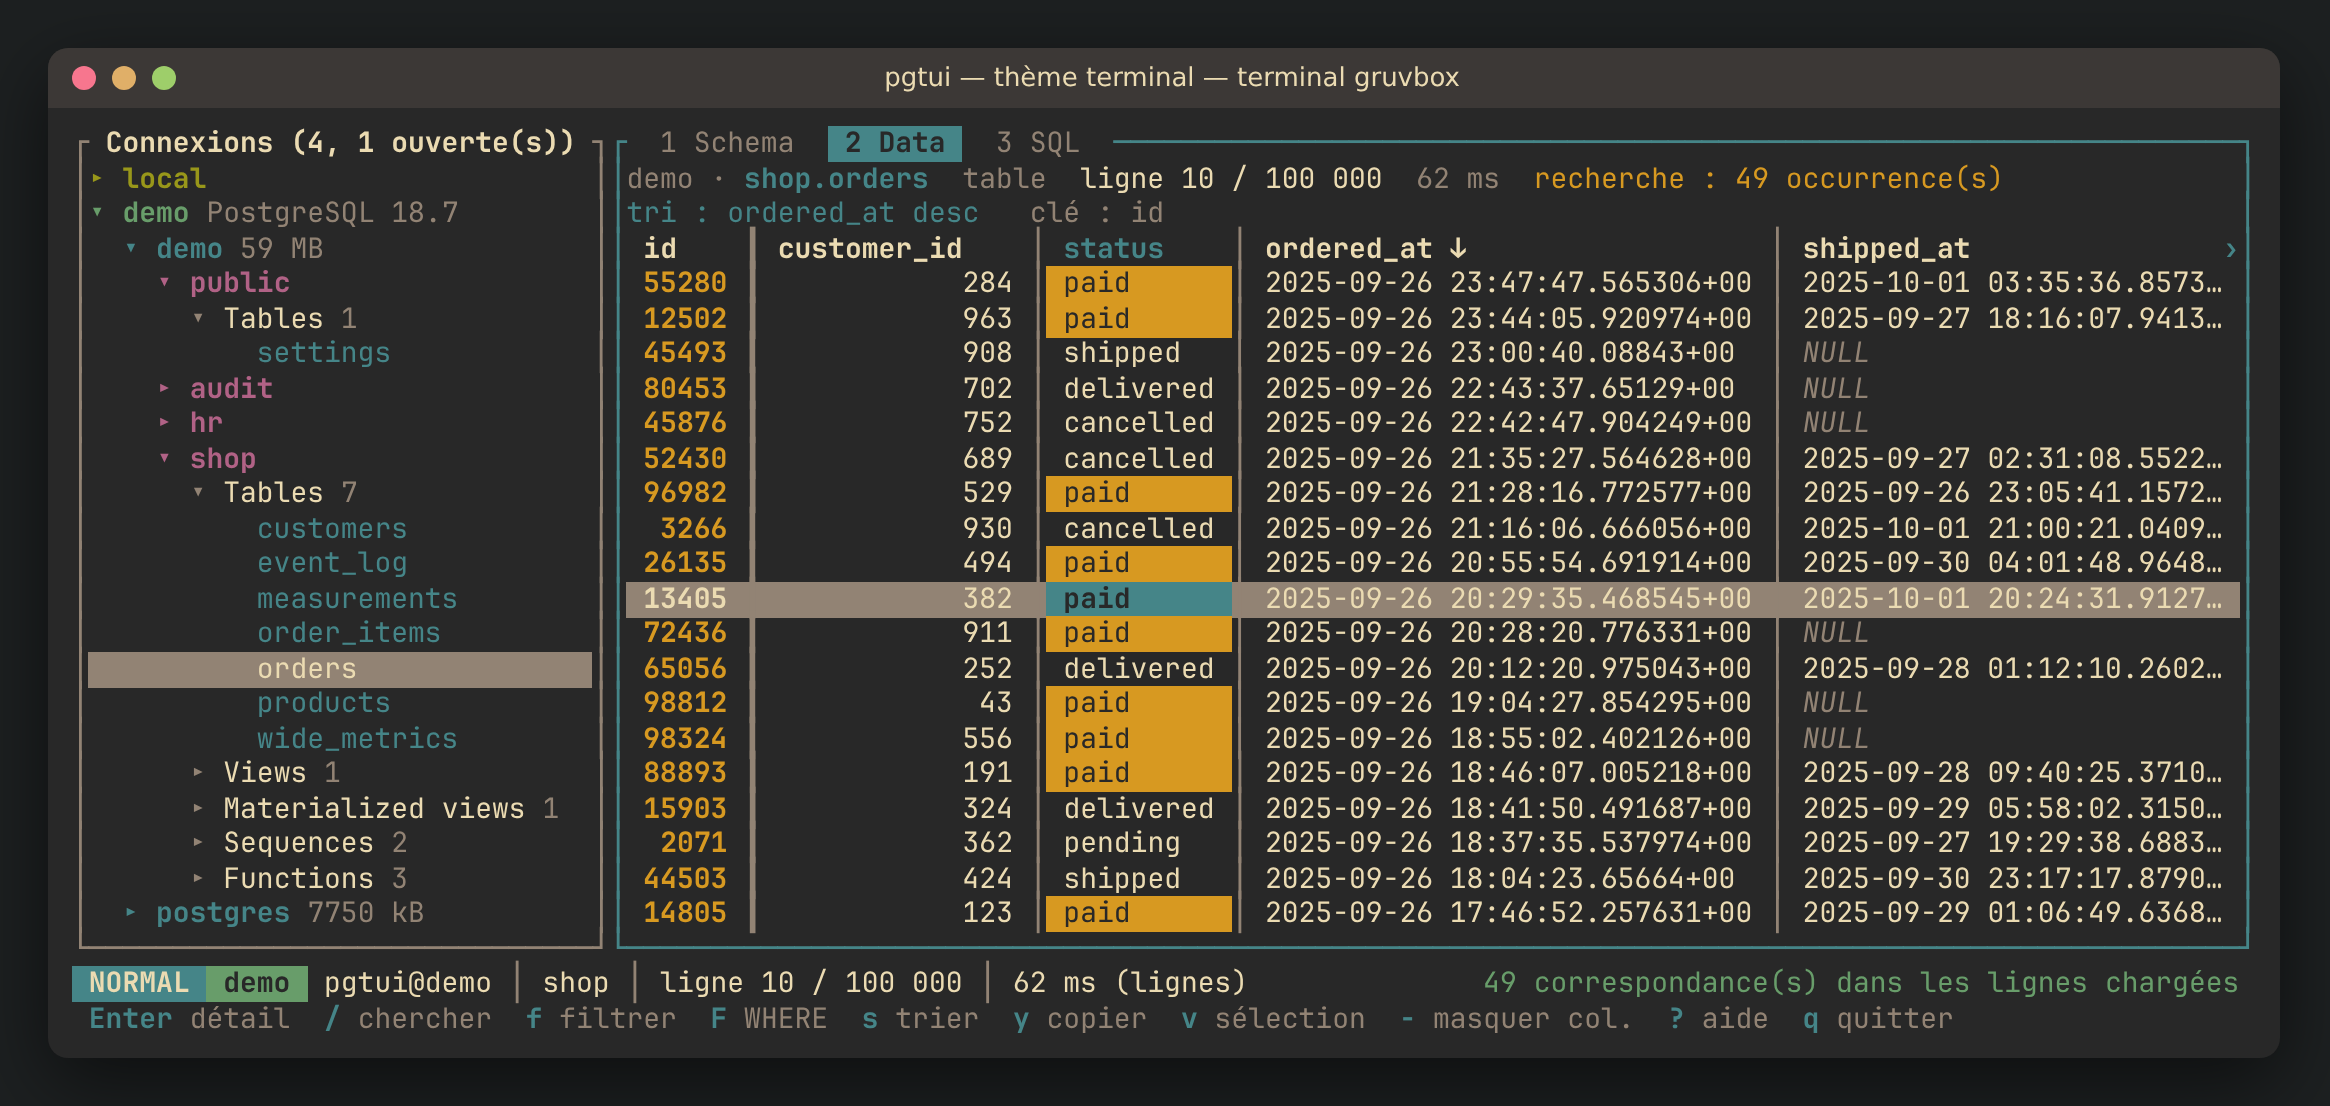 pgtui — thème terminal — terminal gruvbox
Connexions (4, 1 ouverte(s))
▸ local
▾ demo PostgreSQL 18.7
▾ demo 59 MB
▾ public
▾ Tables 1
settings
▸ audit
▸ hr
▾ shop
▾ Tables 7
customers
event_log
measurements
order_items
orders
products
wide_metrics
▸ Views 1
▸ Materialized views 1
▸ Sequences 2
▸ Functions 3
▸ postgres 7750 kB
1 Schema 2 Data 3 SQL
demo · shop.orders table ligne 10 / 100 000 62 ms recherche : 49 occurrence(s)
tri : ordered_at desc clé : id
id customer_id status ordered_at ↓ shipped_at ›
55280 284 paid 2025-09-26 23:47:47.565306+00 2025-10-01 03:35:36.8573…
12502 963 paid 2025-09-26 23:44:05.920974+00 2025-09-27 18:16:07.9413…
45493 908 shipped 2025-09-26 23:00:40.08843+00 NULL
80453 702 delivered 2025-09-26 22:43:37.65129+00 NULL
45876 752 cancelled 2025-09-26 22:42:47.904249+00 NULL
52430 689 cancelled 2025-09-26 21:35:27.564628+00 2025-09-27 02:31:08.5522…
96982 529 paid 2025-09-26 21:28:16.772577+00 2025-09-26 23:05:41.1572…
3266 930 cancelled 2025-09-26 21:16:06.666056+00 2025-10-01 21:00:21.0409…
26135 494 paid 2025-09-26 20:55:54.691914+00 2025-09-30 04:01:48.9648…
13405 382 paid 2025-09-26 20:29:35.468545+00 2025-10-01 20:24:31.9127…
72436 911 paid 2025-09-26 20:28:20.776331+00 NULL
65056 252 delivered 2025-09-26 20:12:20.975043+00 2025-09-28 01:12:10.2602…
98812 43 paid 2025-09-26 19:04:27.854295+00 NULL
98324 556 paid 2025-09-26 18:55:02.402126+00 NULL
88893 191 paid 2025-09-26 18:46:07.005218+00 2025-09-28 09:40:25.3710…
15903 324 delivered 2025-09-26 18:41:50.491687+00 2025-09-29 05:58:02.3150…
2071 362 pending 2025-09-26 18:37:35.537974+00 2025-09-27 19:29:38.6883…
44503 424 shipped 2025-09-26 18:04:23.65664+00 2025-09-30 23:17:17.8790…
14805 123 paid 2025-09-26 17:46:52.257631+00 2025-09-29 01:06:49.6368…
NORMAL demo pgtui@demo │ shop │ ligne 10 / 100 000 │ 62 ms (lignes) 49 correspondance(s) dans les lignes chargées
Enter détail / chercher f filtrer F WHERE s trier y copier v sélection - masquer col. ? aide q quitter